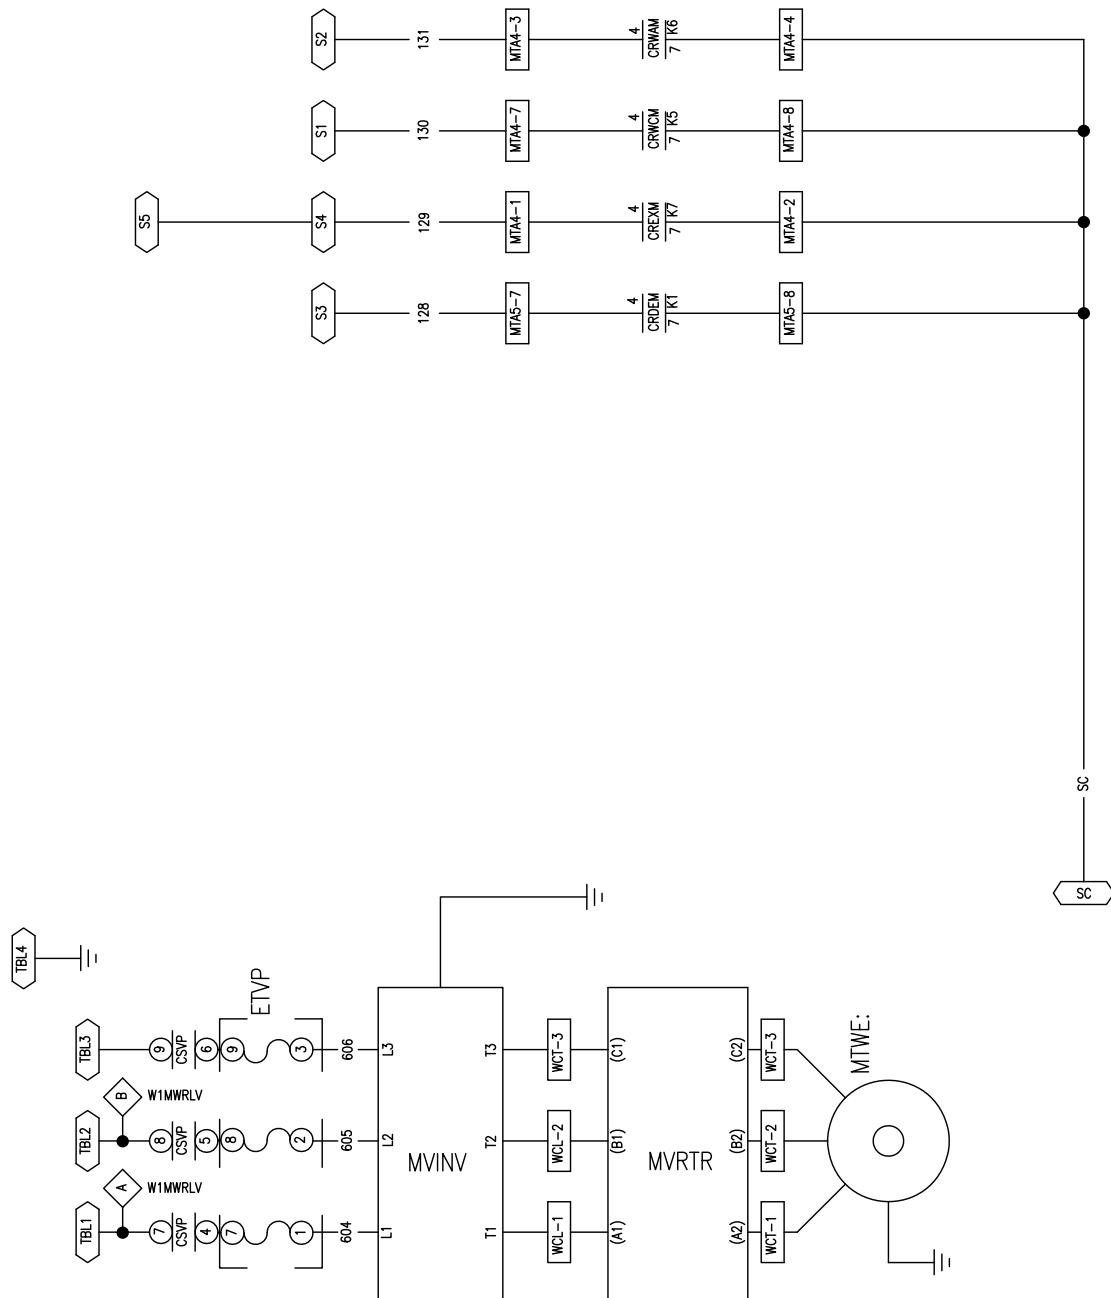 S2
131
MTA4-3
4
CRWAM
7
K6
MTA4-4
S1
130
MTA4-7
4
CRWCM
7
K5
MTA4-8
S5
S4
129
MTA4-1
4
CREXM
7
K7
MTA4-2
S3
128
MTA5-7
4
CRDEM
7
K1
MTA5-8
SC
SC
TBL4
ETVP
TBL3
9
CSVP
6
9
3
606
L3
T3
WCT-3
(C1)
(C2)
WCT-3
MTWE:
B
W1MWRLV
TBL2
8
CSVP
5
8
2
605
L2
MVINV
T2
WCL-2
(B1)
MVRTR
(B2)
WCT-2
A
W1MWRLV
TBL1
7
CSVP
4
7
1
604
L1
T1
WCL-1
(A1)
(A2)
WCT-1